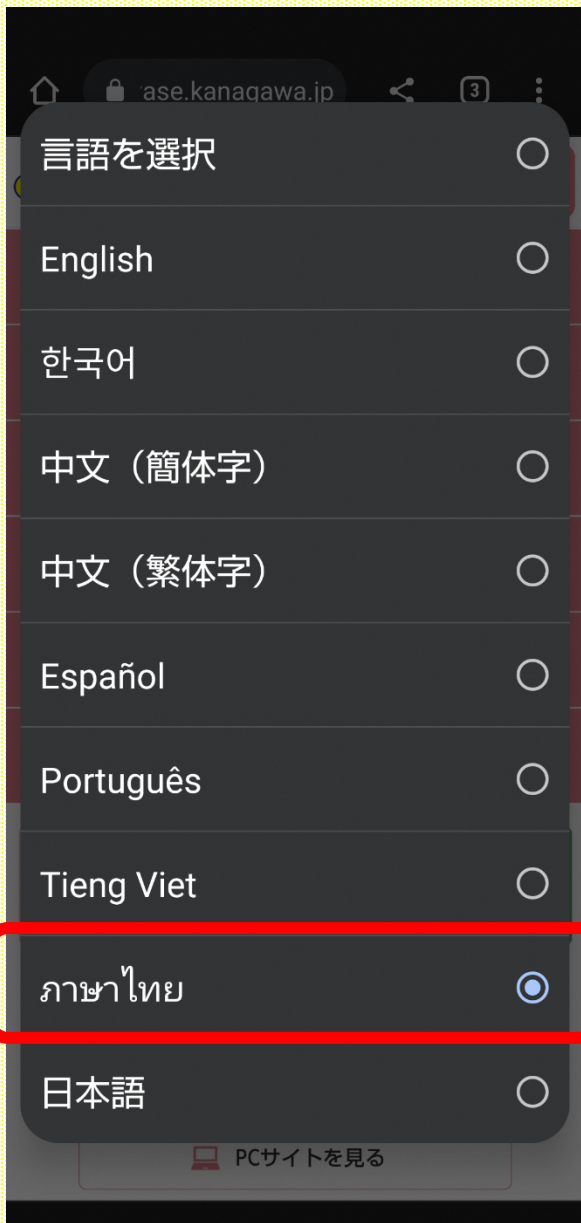 ase.kanagawa.jp
3
言語を選択
English
한국어
中文（簡体字）
中文（繁体字）
Español
Português
Tieng Viet
ภาษาไทย
日本語
PCサイトを見る